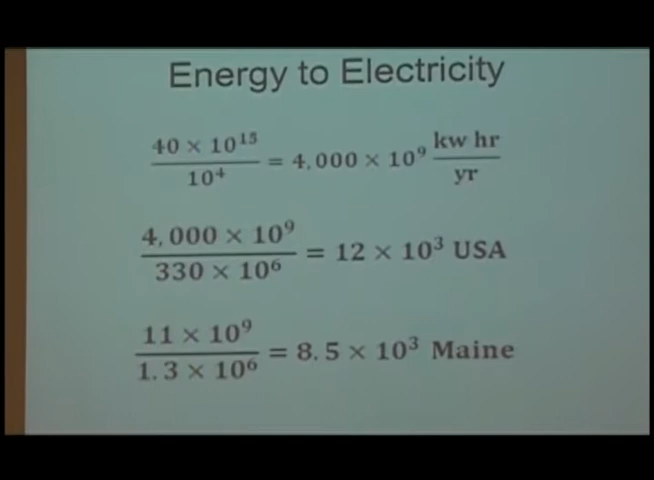 Energy to Electricity
40 × 10¹⁵ / 10⁴ = 4,000 × 10⁹ kw hr / yr
4,000 × 10⁹ / 330 × 10⁶ = 12 × 10³ USA
11 × 10⁹ / 1.3 × 10⁶ = 8.5 × 10³ Maine